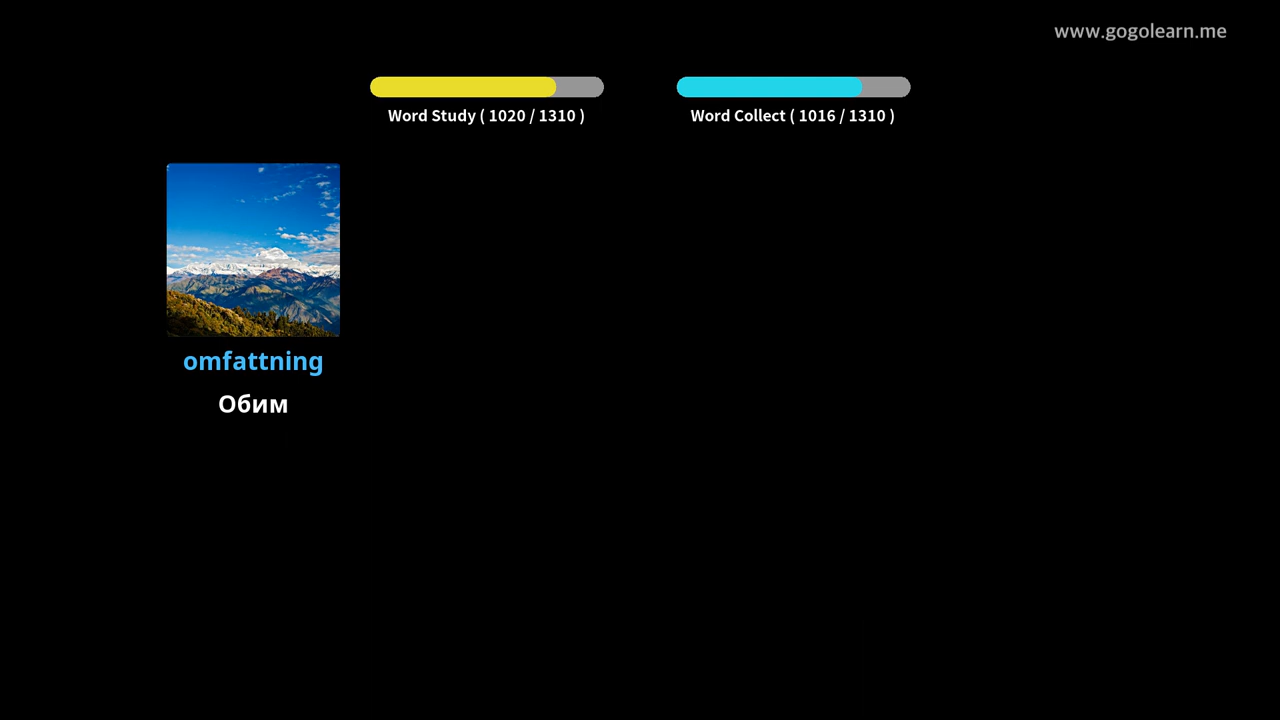 www.gogolearn.me
Word Study ( 1020 / 1310 )
Word Collect ( 1016 / 1310 )
omfattning
Обим